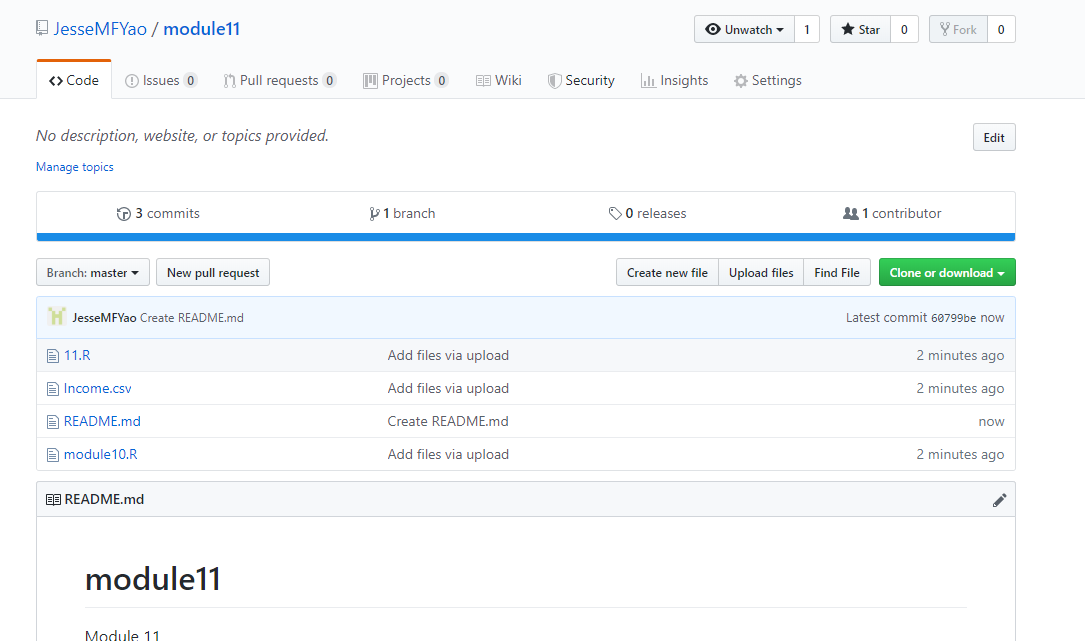 JesseMFYao / module11
Unwatch 1 Star 0 Fork 0
Code Issues 0 Pull requests 0 Projects 0 Wiki Security Insights Settings
No description, website, or topics provided. Edit
Manage topics
3 commits 1 branch 0 releases 1 contributor
Branch: master New pull request Create new file Upload files Find File Clone or download
JesseMFYao Create README.md Latest commit 60799be now
11.R Add files via upload 2 minutes ago
Income.csv Add files via upload 2 minutes ago
README.md Create README.md now
module10.R Add files via upload 2 minutes ago
README.md
module11
Module 11